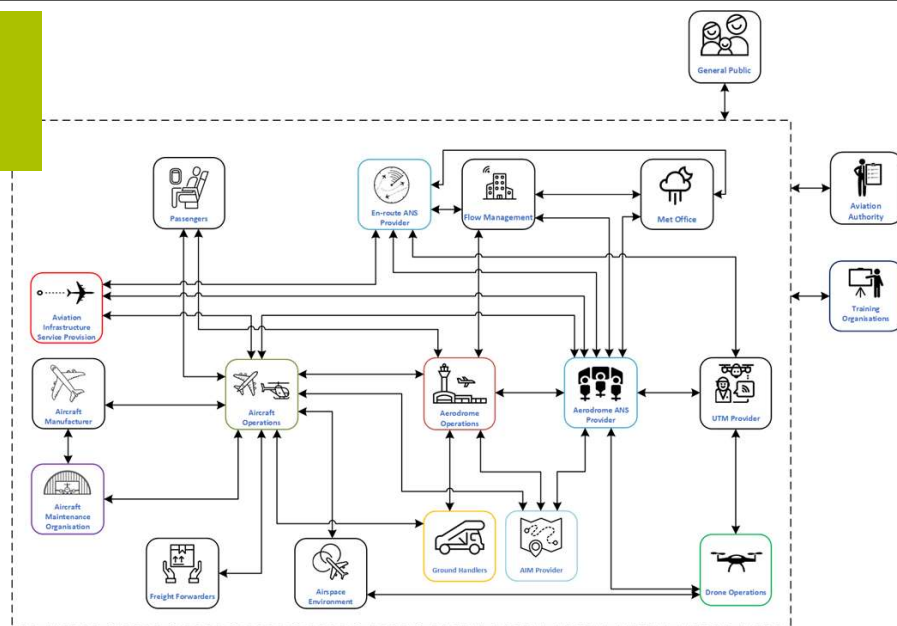 General Public
Passengers
En-route ANS
Provider
Flow Management
Met Office
Aviation
Authority
Aviation
Infrastructure
Service Provision
Training
Organisations
Aircraft
Manufacturer
Aircraft
Operations
Aerodrome
Operations
Aerodrome ANS
Provider
UTM Provider
Aircraft
Maintenance
Organisation
Freight Forwarders
Airspace
Environment
Ground Handlers
AIM Provider
Drone Operations